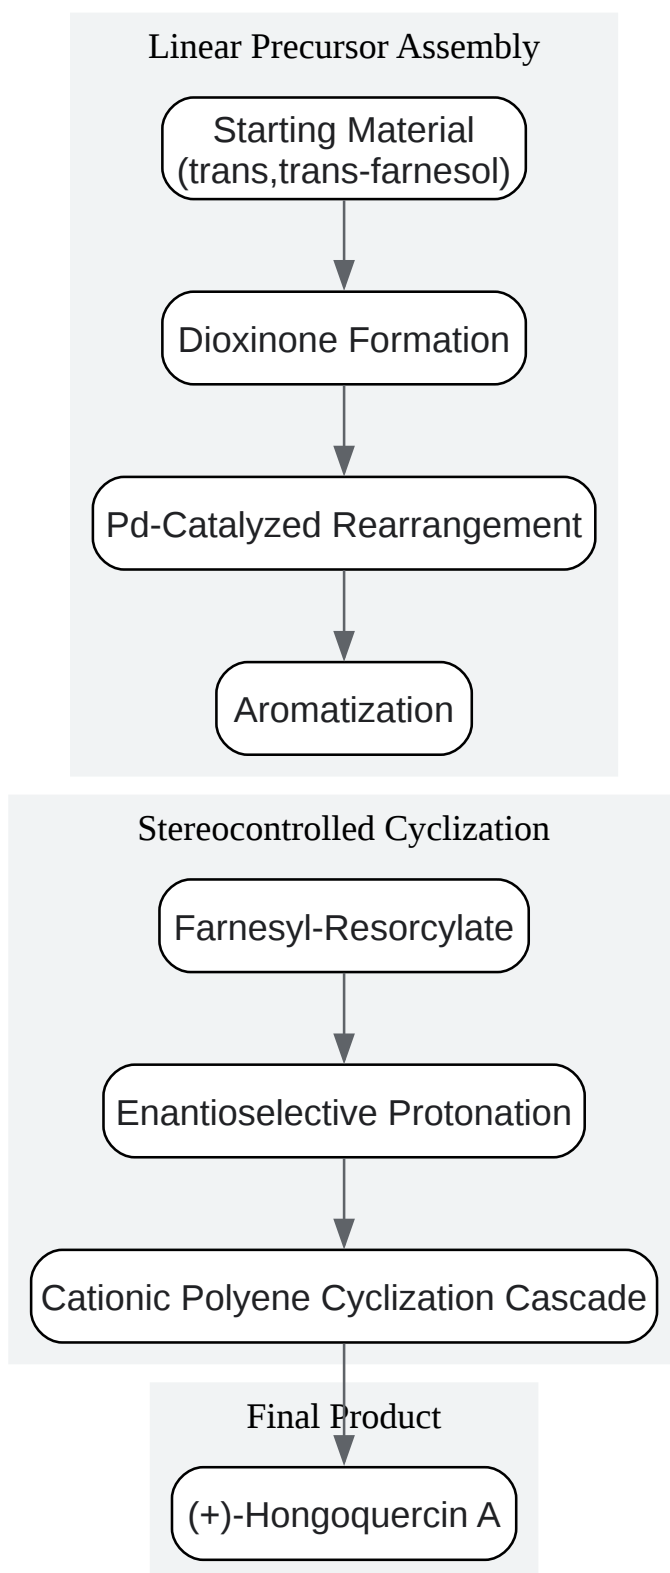 Linear Precursor Assembly
Starting Material
(trans,trans-farnesol)
Dioxinone Formation
Pd-Catalyzed Rearrangement
Aromatization
Stereocontrolled Cyclization
Farnesyl-Resorcylate
Enantioselective Protonation
Cationic Polyene Cyclization Cascade
Final Product
(+)-Hongoquercin A